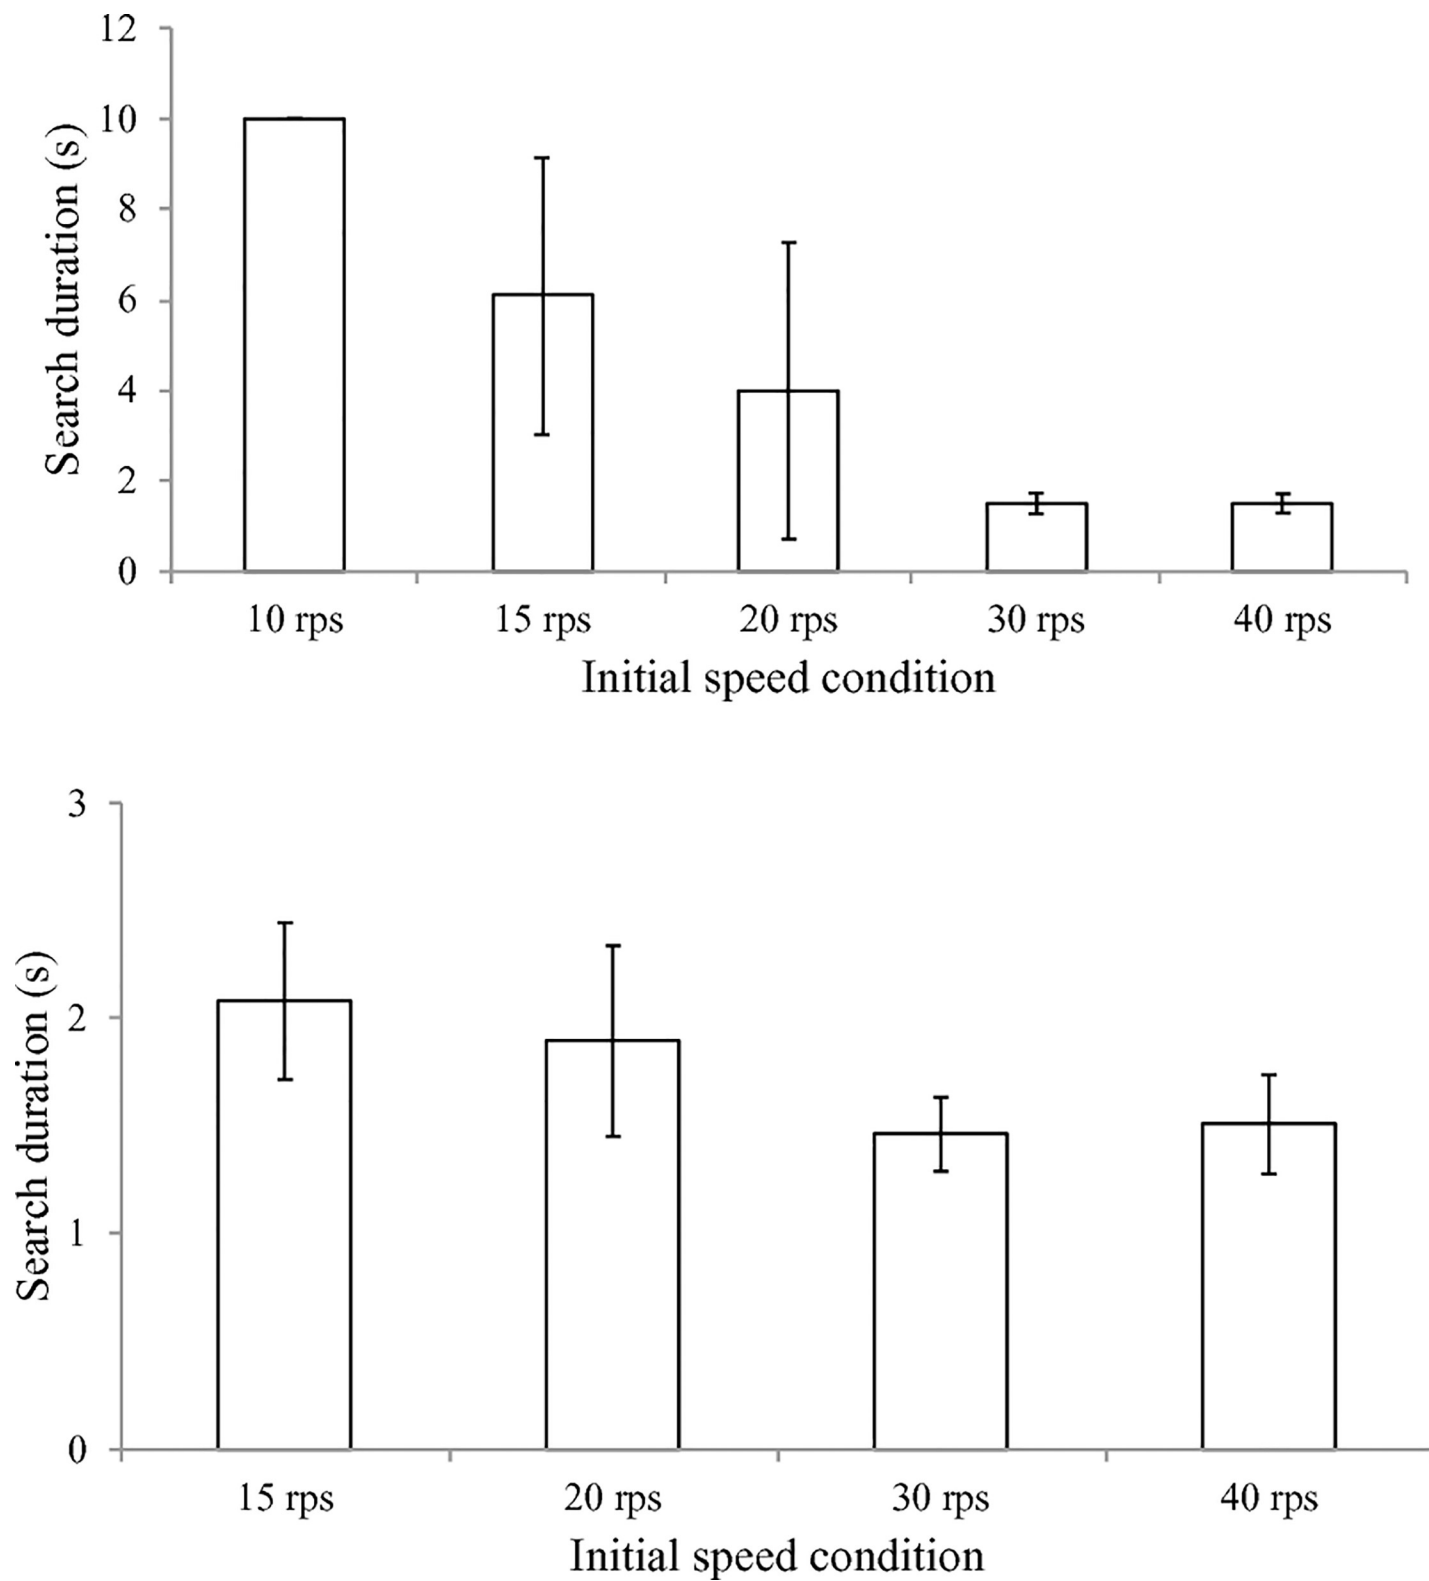 12
10
8
6
4
2
0
Search duration (s)
10 rps 15 rps 20 rps 30 rps 40 rps
Initial speed condition
3
2
1
0
Search duration (s)
15 rps 20 rps 30 rps 40 rps
Initial speed condition